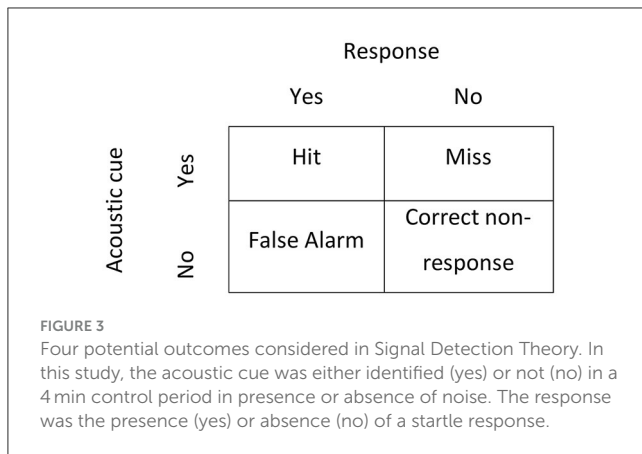 Response
Yes No
Acoustic cue
Yes
Hit Miss
No
False Alarm
Correct non-
response
FIGURE 3
Four potential outcomes considered in Signal Detection Theory. In
this study, the acoustic cue was either identified (yes) or not (no) in a
4 min control period in presence or absence of noise. The response
was the presence (yes) or absence (no) of a startle response.